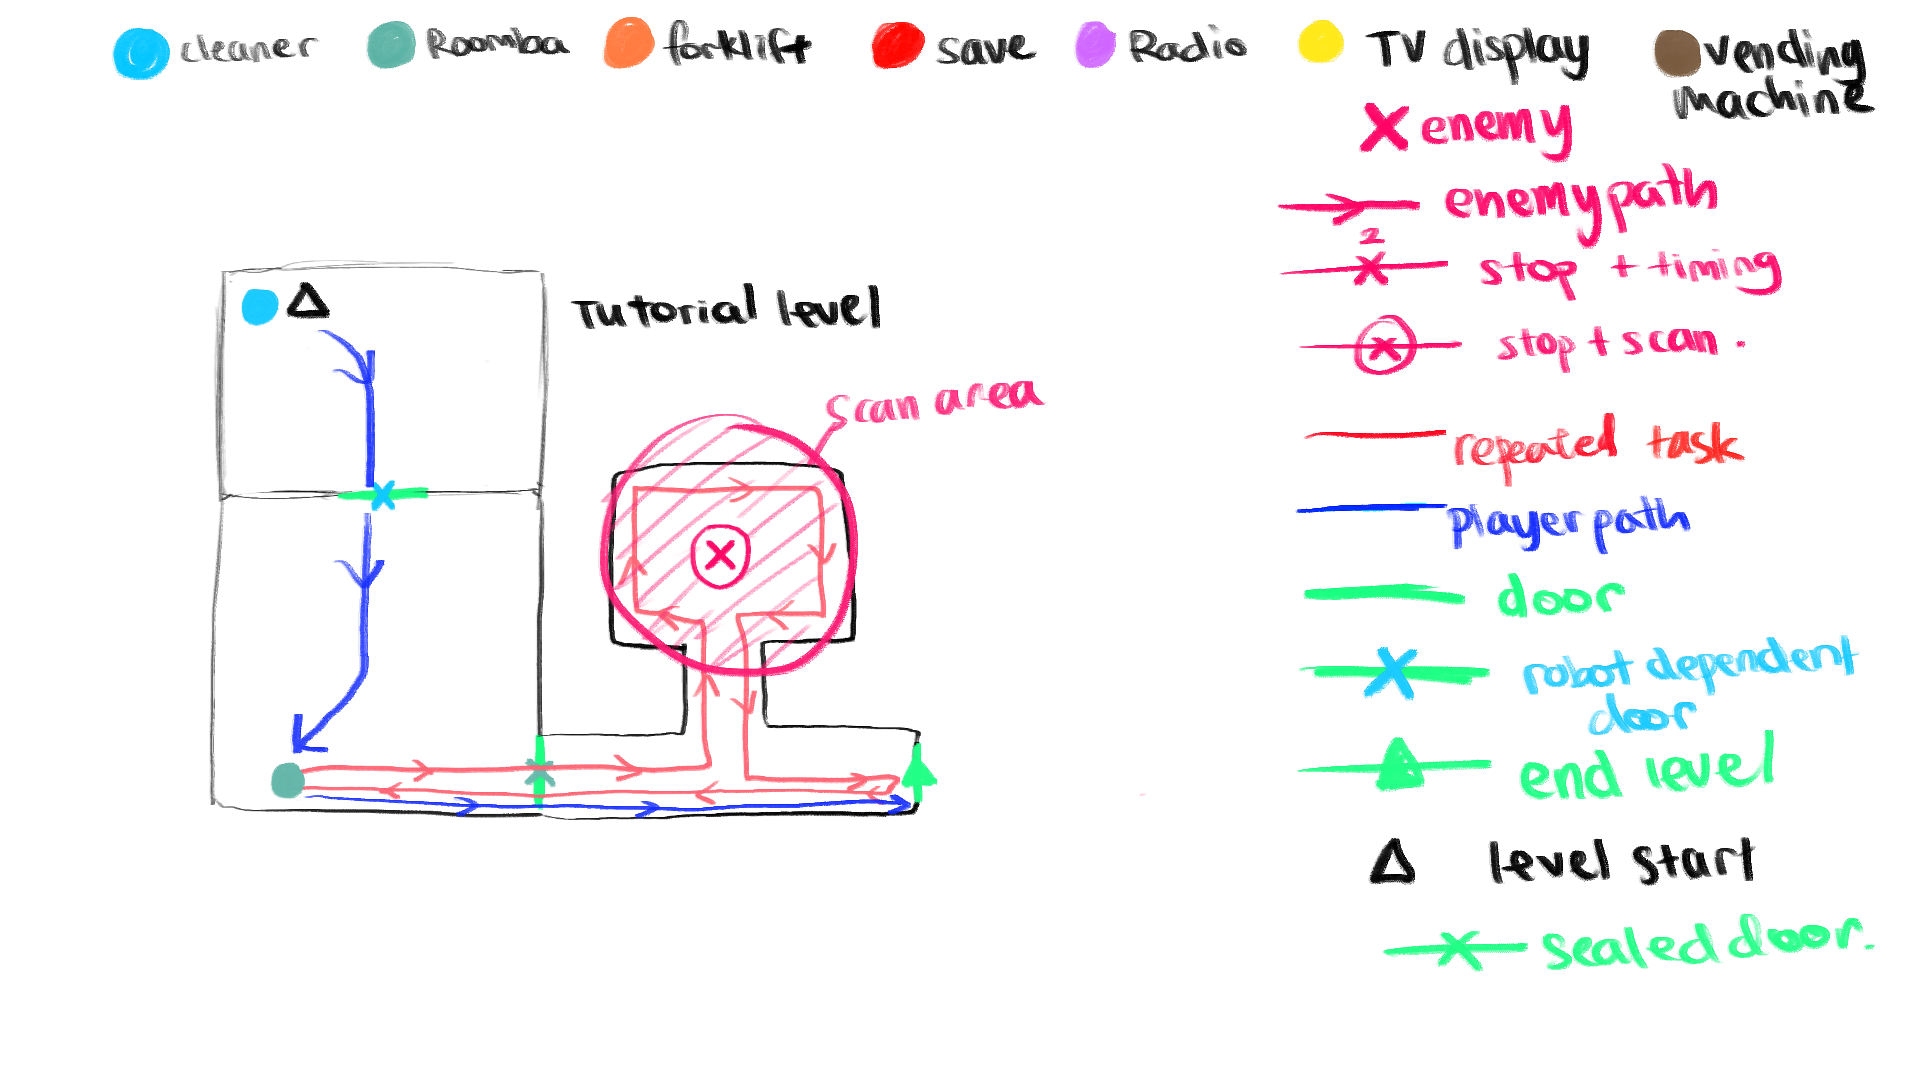 cleaner Roomba forklift save Radio TV display vending
machine
enemy
enemy path
2
stop + timing
Tutorial level
stop + scan.
Scan area
repeated task
player path
door
robot dependent
door
end level
level start
sealed door.